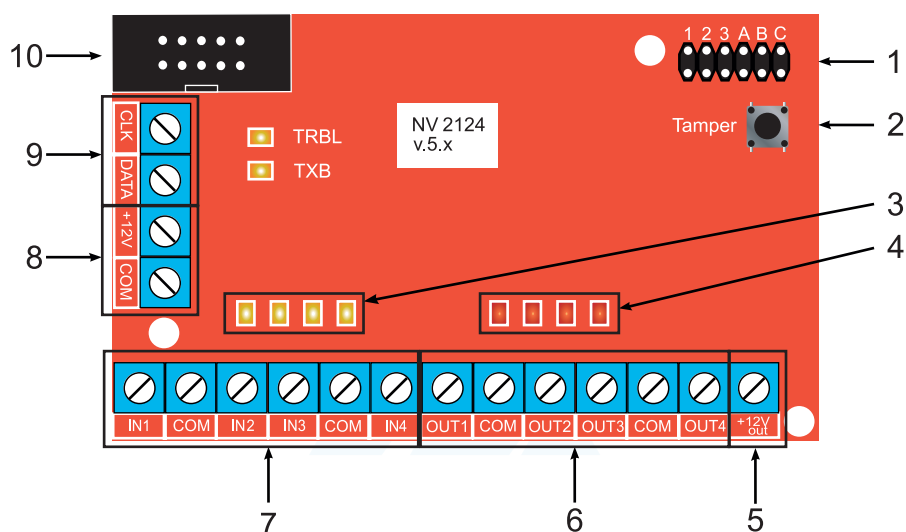 10
1 2 3 A B C
1
CLK
NV 2124
v.5.x
Tamper
2
TRBL
9
DATA
TXB
+12V
3
8
COM
4
IN1 COM IN2 IN3 COM IN4 OUT1 COM OUT2 OUT3 COM OUT4 +12V
out
7 6 5